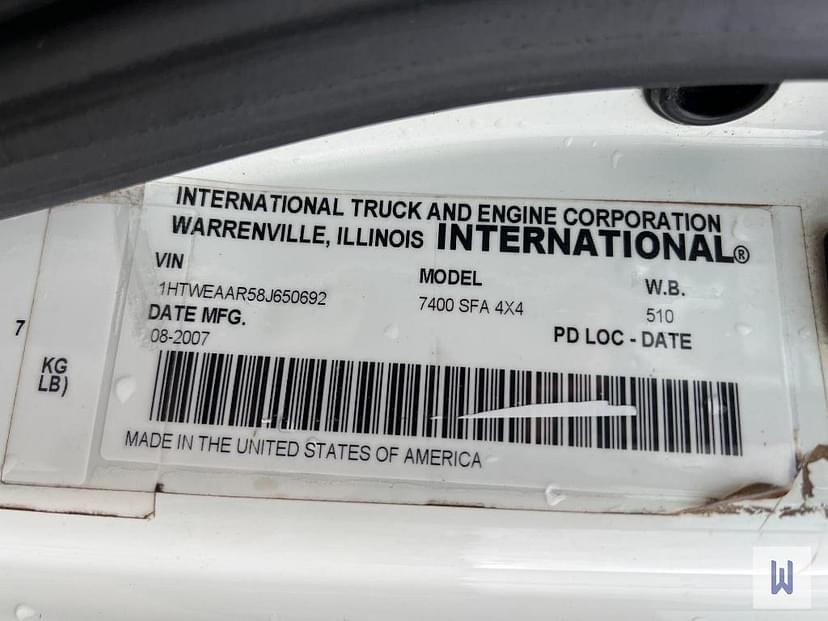 INTERNATIONAL TRUCK AND ENGINE CORPORATION
WARRENVILLE, ILLINOIS INTERNATIONAL®
VIN MODEL W.B.
1HTWEAAR58J650692 7400 SFA 4X4 510
DATE MFG. PD LOC - DATE
08-2007
7
KG
LB)
MADE IN THE UNITED STATES OF AMERICA
W